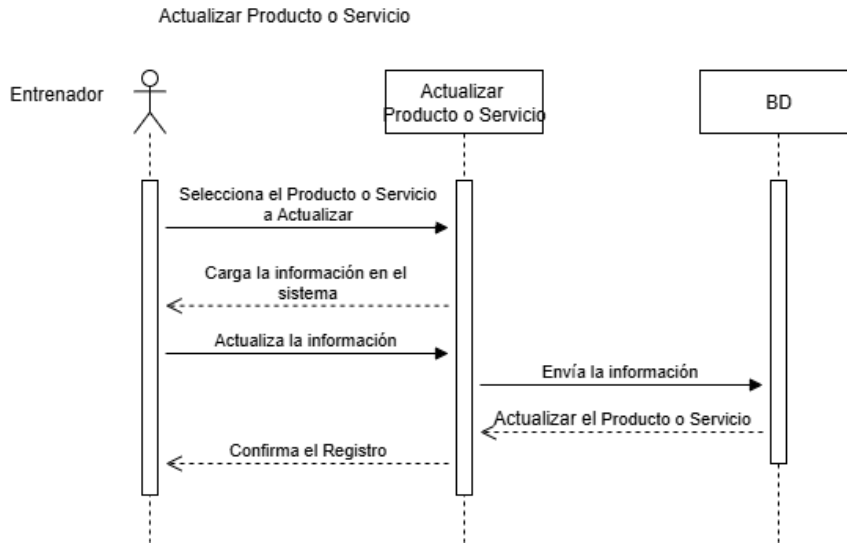 Actualizar Producto o Servicio
Entrenador
Actualizar
Producto o Servicio
BD
Selecciona el Producto o Servicio
a Actualizar
Carga la información en el
sistema
Actualiza la información
Envía la información
Actualizar el Producto o Servicio
Confirma el Registro